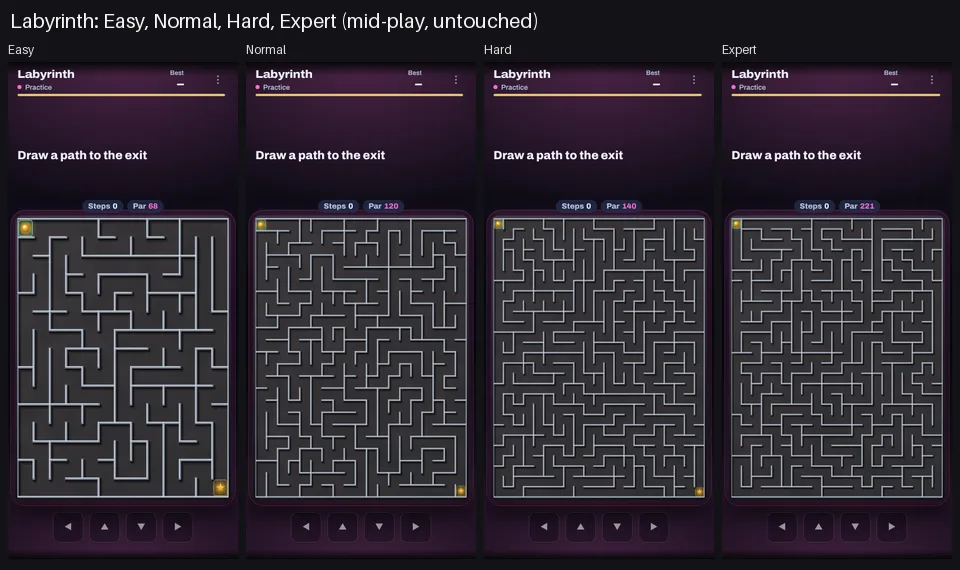 Labyrinth: Easy, Normal, Hard, Expert (mid-play, untouched)
Easy
Labyrinth
Best
Practice
–
Draw a path to the exit
Steps 0 Par 68
Normal
Labyrinth
Best
Practice
–
Draw a path to the exit
Steps 0 Par 120
Hard
Labyrinth
Best
Practice
–
Draw a path to the exit
Steps 0 Par 140
Expert
Labyrinth
Best
Practice
–
Draw a path to the exit
Steps 0 Par 221